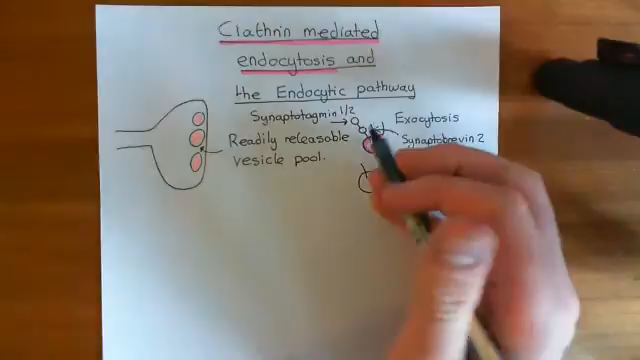 Clathrin mediated
endocytosis and
the Endocytic pathway
Synaptotagmin 1/2
Exocytosis
Synaptobrevin 2
Readily releasable
vesicle pool.